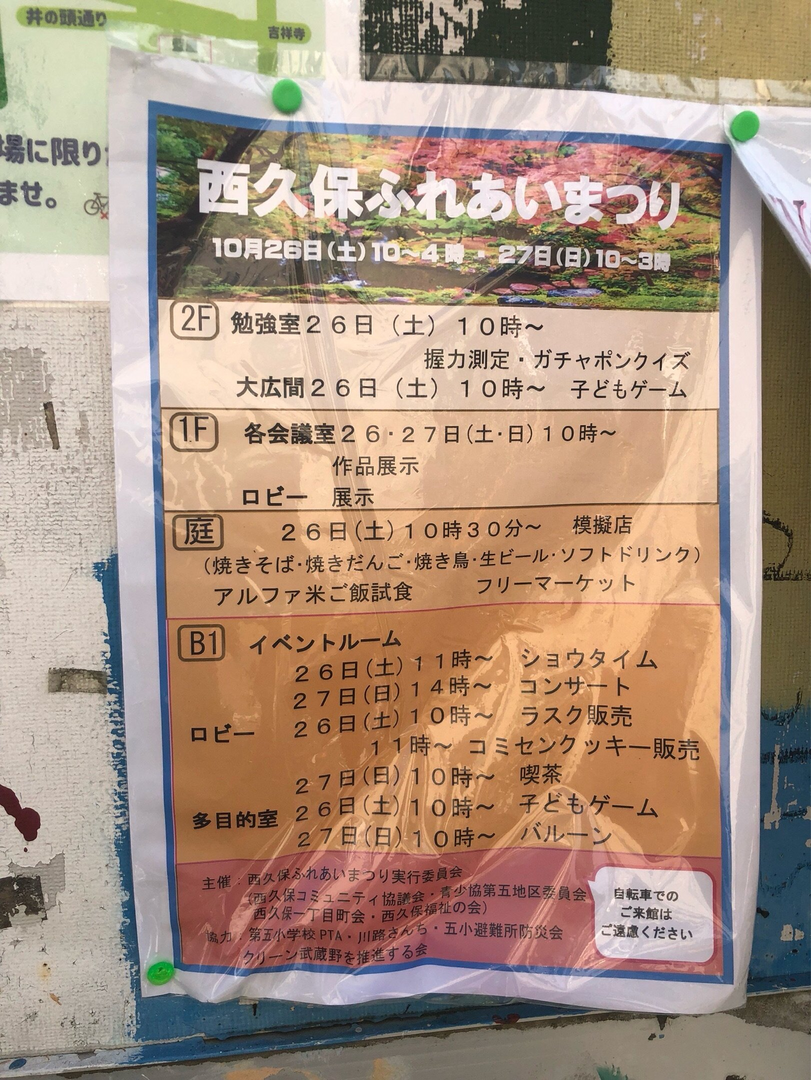 井の頭通り
吉祥寺
場に限り
ません。
西久保ふれあいまつり
10月26日(土)10～4時・27日(日)10～3時
2F 勉強室26日(土)10時～
握力測定・ガチャポンクイズ
大広間26日(土)10時～ 子どもゲーム
1F 各会議室26・27日(土・日)10時～
作品展示
ロビー 展示
庭 26日(土)10時30分～ 模擬店
(焼きそば・焼きだんご・焼き鳥・生ビール・ソフトドリンク)
アルファ米ご飯試食 フリーマーケット
B1 イベントルーム
26日(土)11時～ ショウタイム
27日(日)14時～ コンサート
ロビー 26日(土)10時～ ラスク販売
11時～ コミセンクッキー販売
27日(日)10時～ 喫茶
多目的室 26日(土)10時～ 子どもゲーム
27日(日)10時～ バルーン
主催:西久保ふれあいまつり実行委員会
(西久保コミュニティ協議会・青少協第五地区委員会
西久保一丁目町会・西久保福祉の会)
協力:第五小学校PTA・川路さんち・五小避難所防災会
クリーン武蔵野を推進する会
自転車での
ご来館は
ご遠慮ください